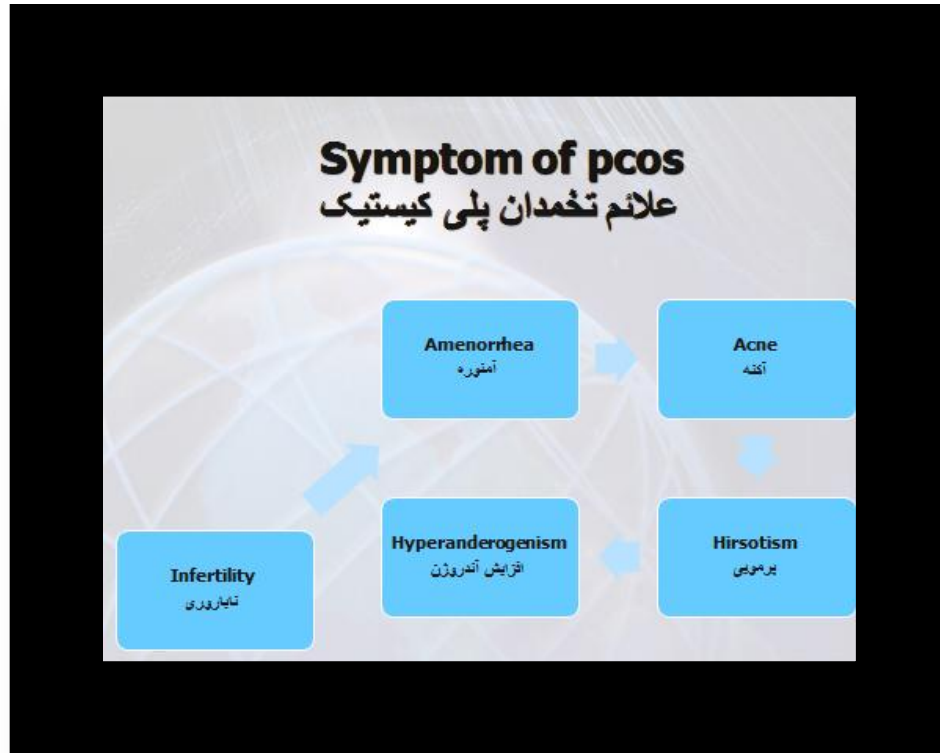 Symptom of pcos
علائم تخمدان پلی کیستیک
Amenorrhea
آمنوره
Acne
آکنه
Hirsotism
پرمویی
Hyperanderogenism
افزایش آندروژن
Infertility
ناباروری